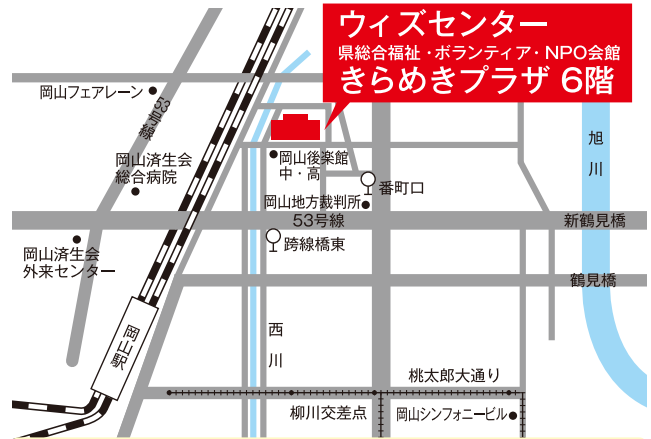 ウィズセンター
県総合福祉・ボランティア・NPO会館
きらめきプラザ 6階
岡山フェアレーン
53号線
旭川
岡山済生会
総合病院
岡山後楽館
中・高
番町口
岡山地方裁判所
53号線
新鶴見橋
跨線橋東
岡山済生会
外来センター
鶴見橋
岡山駅
西川
桃太郎大通り
柳川交差点
岡山シンフォニービル